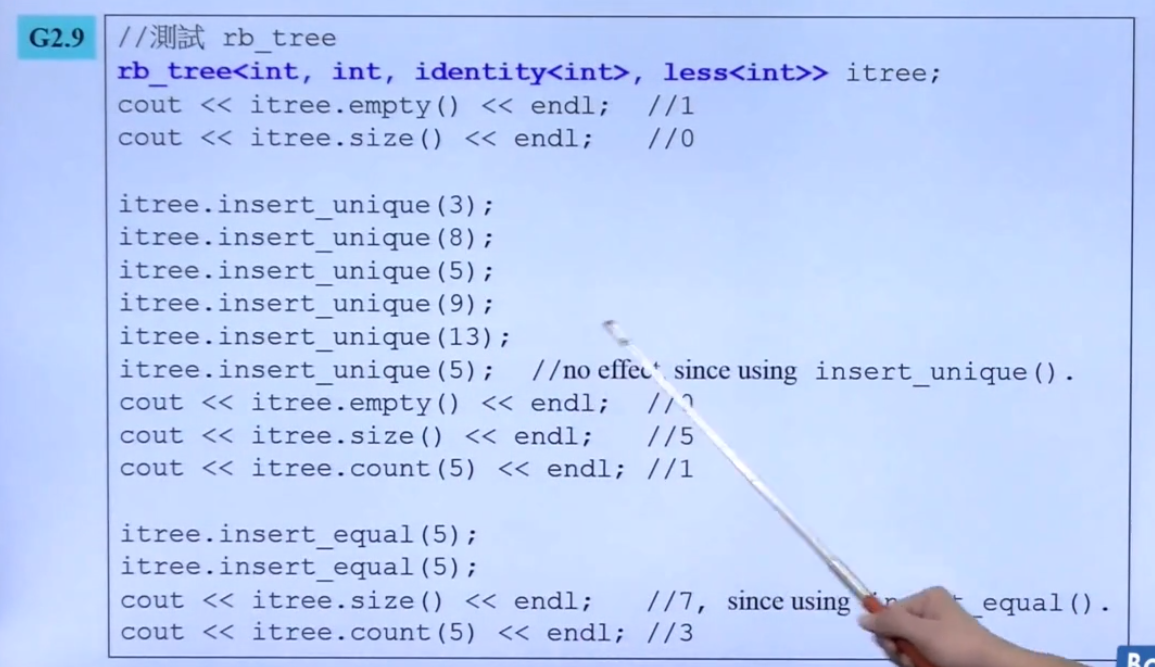 G2.9
//測試 rb_tree
rb_tree<int, int, identity<int>, less<int>> itree;
cout << itree.empty() << endl; //1
cout << itree.size() << endl; //0
itree.insert_unique(3);
itree.insert_unique(8);
itree.insert_unique(5);
itree.insert_unique(9);
itree.insert_unique(13);
itree.insert_unique(5); //no effect since using insert_unique().
cout << itree.empty() << endl; //
cout << itree.size() << endl; //5
cout << itree.count(5) << endl; //1
itree.insert_equal(5);
itree.insert_equal(5);
cout << itree.size() << endl; //7, since using _equal().
cout << itree.count(5) << endl; //3